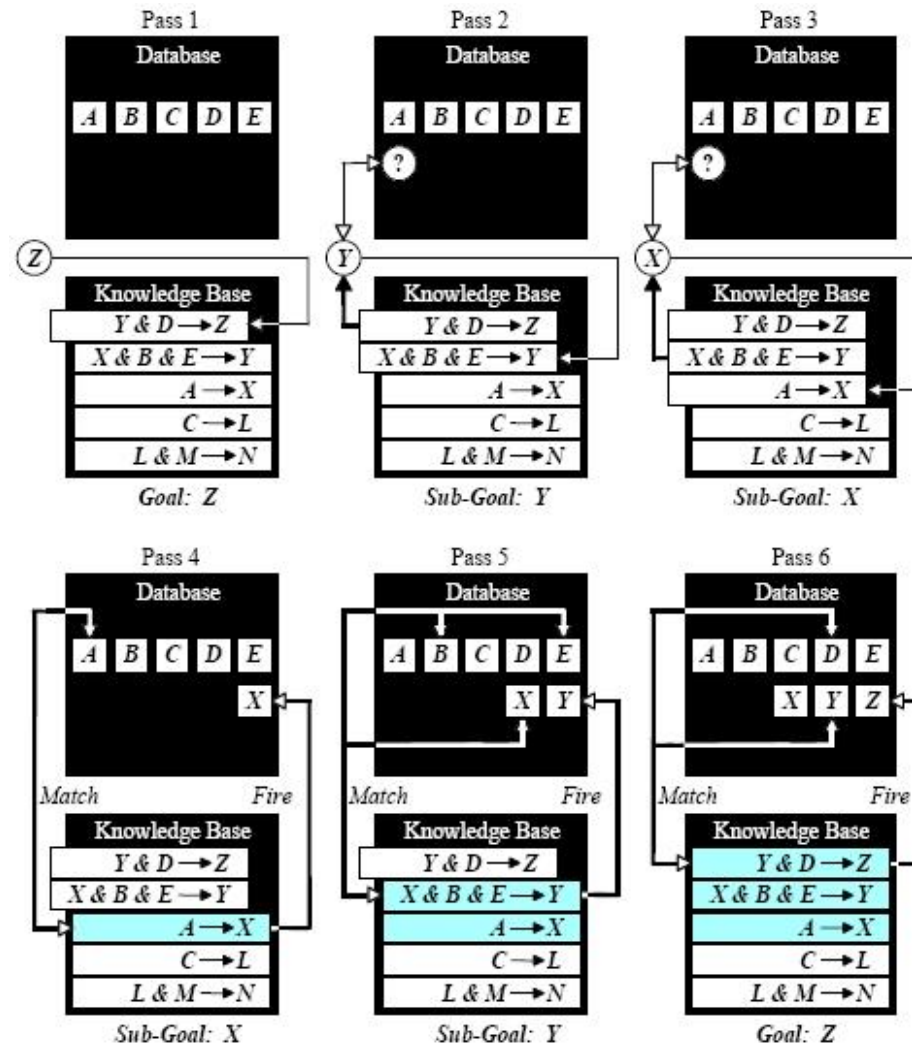 Pass 1
Database
A B C D E
Z
Knowledge Base
Y & D → Z
X & B & E → Y
A → X
C → L
L & M → N
Goal: Z
Pass 2
Database
A B C D E
?
Y
Knowledge Base
Y & D → Z
X & B & E → Y
A → X
C → L
L & M → N
Sub-Goal: Y
Pass 3
Database
A B C D E
?
X
Knowledge Base
Y & D → Z
X & B & E → Y
A → X
C → L
L & M → N
Sub-Goal: X
Pass 4
Database
A B C D E
X
Match Fire
Knowledge Base
Y & D → Z
X & B & E → Y
A → X
C → L
L & M → N
Sub-Goal: X
Pass 5
Database
A B C D E
X Y
Match Fire
Knowledge Base
Y & D → Z
X & B & E → Y
A → X
C → L
L & M → N
Sub-Goal: Y
Pass 6
Database
A B C D E
X Y Z
Match Fire
Knowledge Base
Y & D → Z
X & B & E → Y
A → X
C → L
L & M → N
Goal: Z